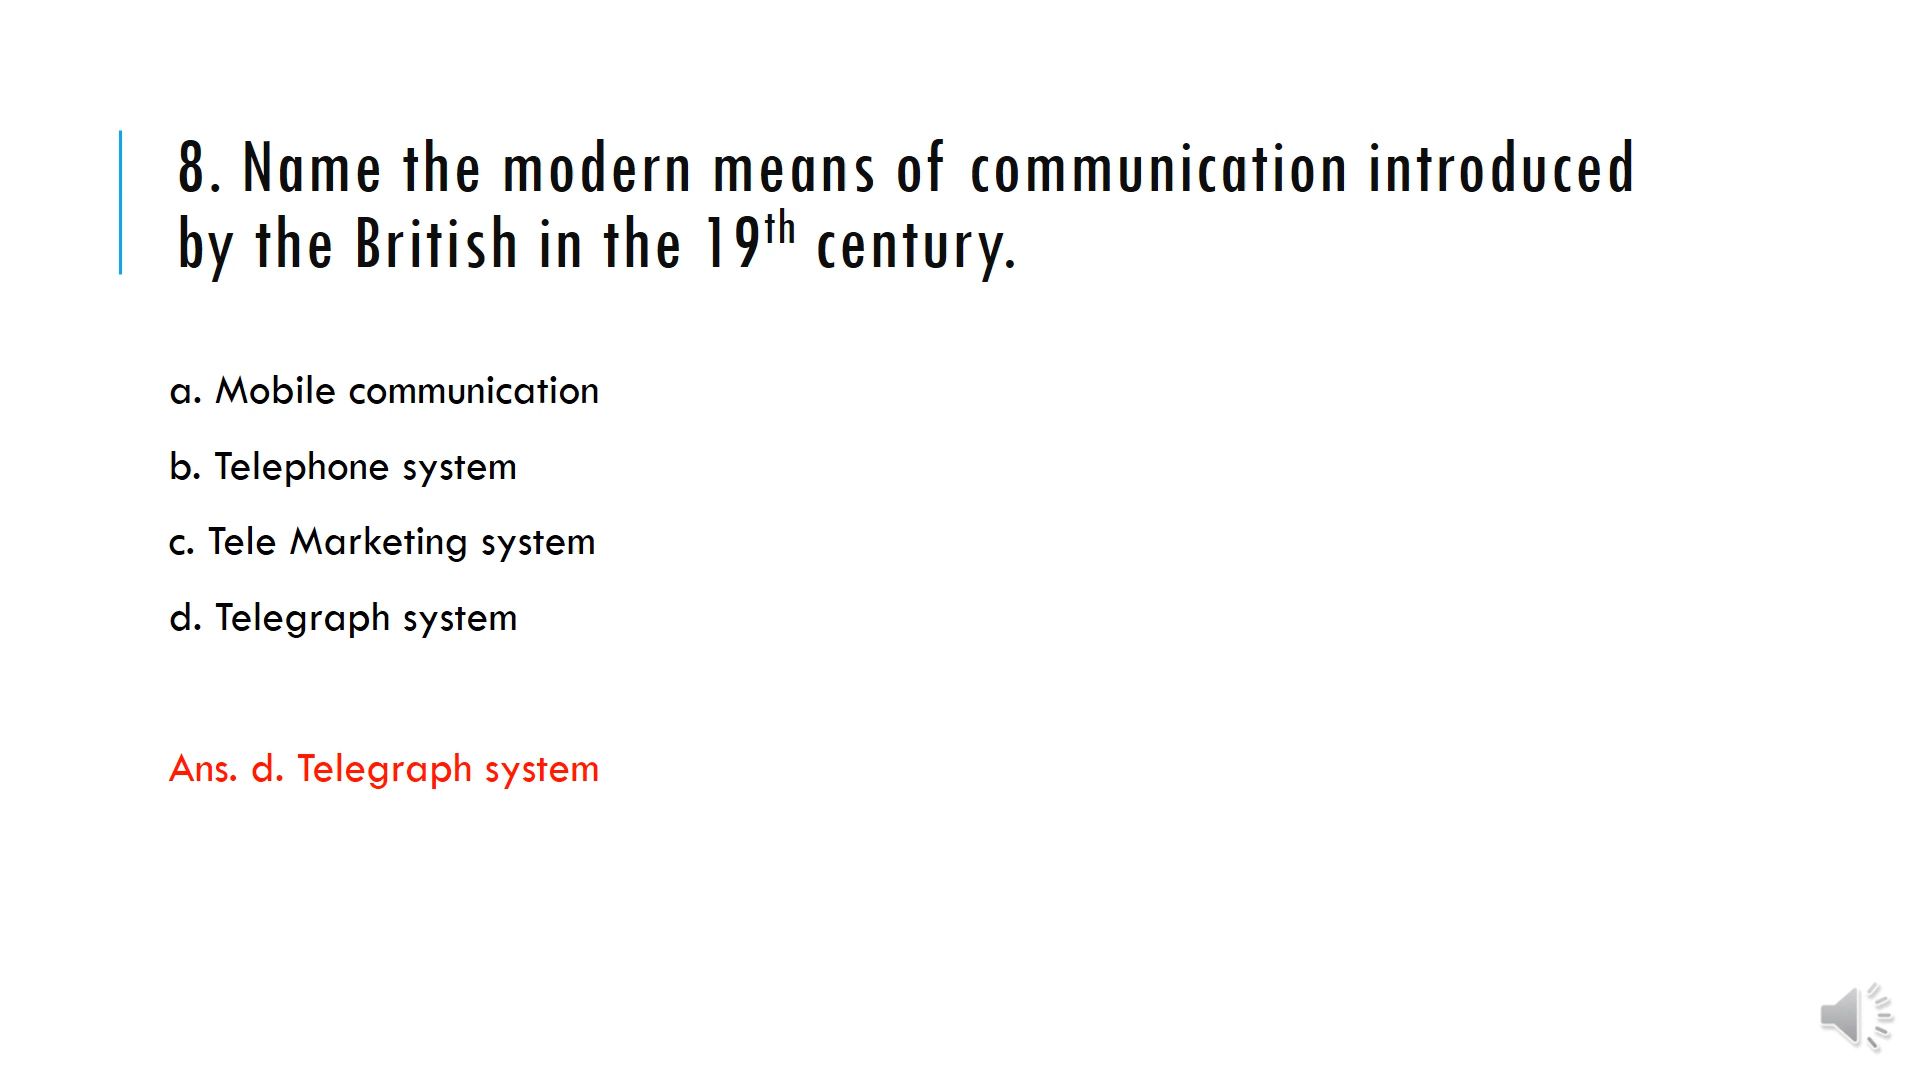 8. Name the modern means of communication introduced
by the British in the 19th century.
a. Mobile communication
b. Telephone system
c. Tele Marketing system
d. Telegraph system
Ans. d. Telegraph system